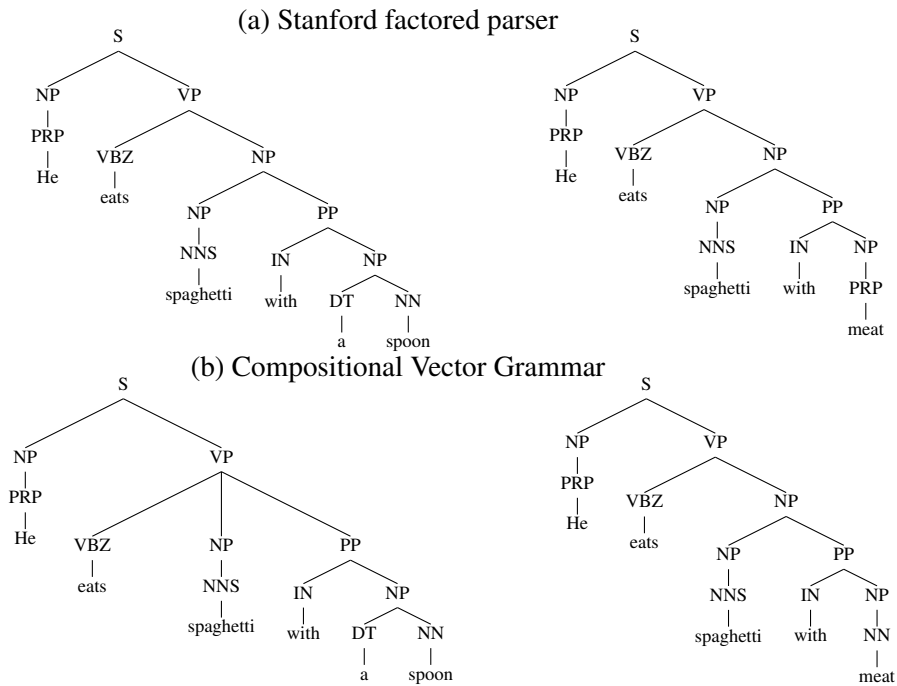 (a) Stanford factored parser
S S
NP VP NP VP
PRP VBZ NP PRP VBZ NP
He eats He eats
NP PP NP PP
NNS IN NP NNS IN NP
spaghetti with DT NN spaghetti with PRP
a spoon meat
(b) Compositional Vector Grammar
S S
NP VP NP VP
PRP PRP VBZ NP
He VBZ NP PP He eats
eats NNS IN NP NP PP
spaghetti with DT NN NNS IN NP
a spoon spaghetti with NN
meat